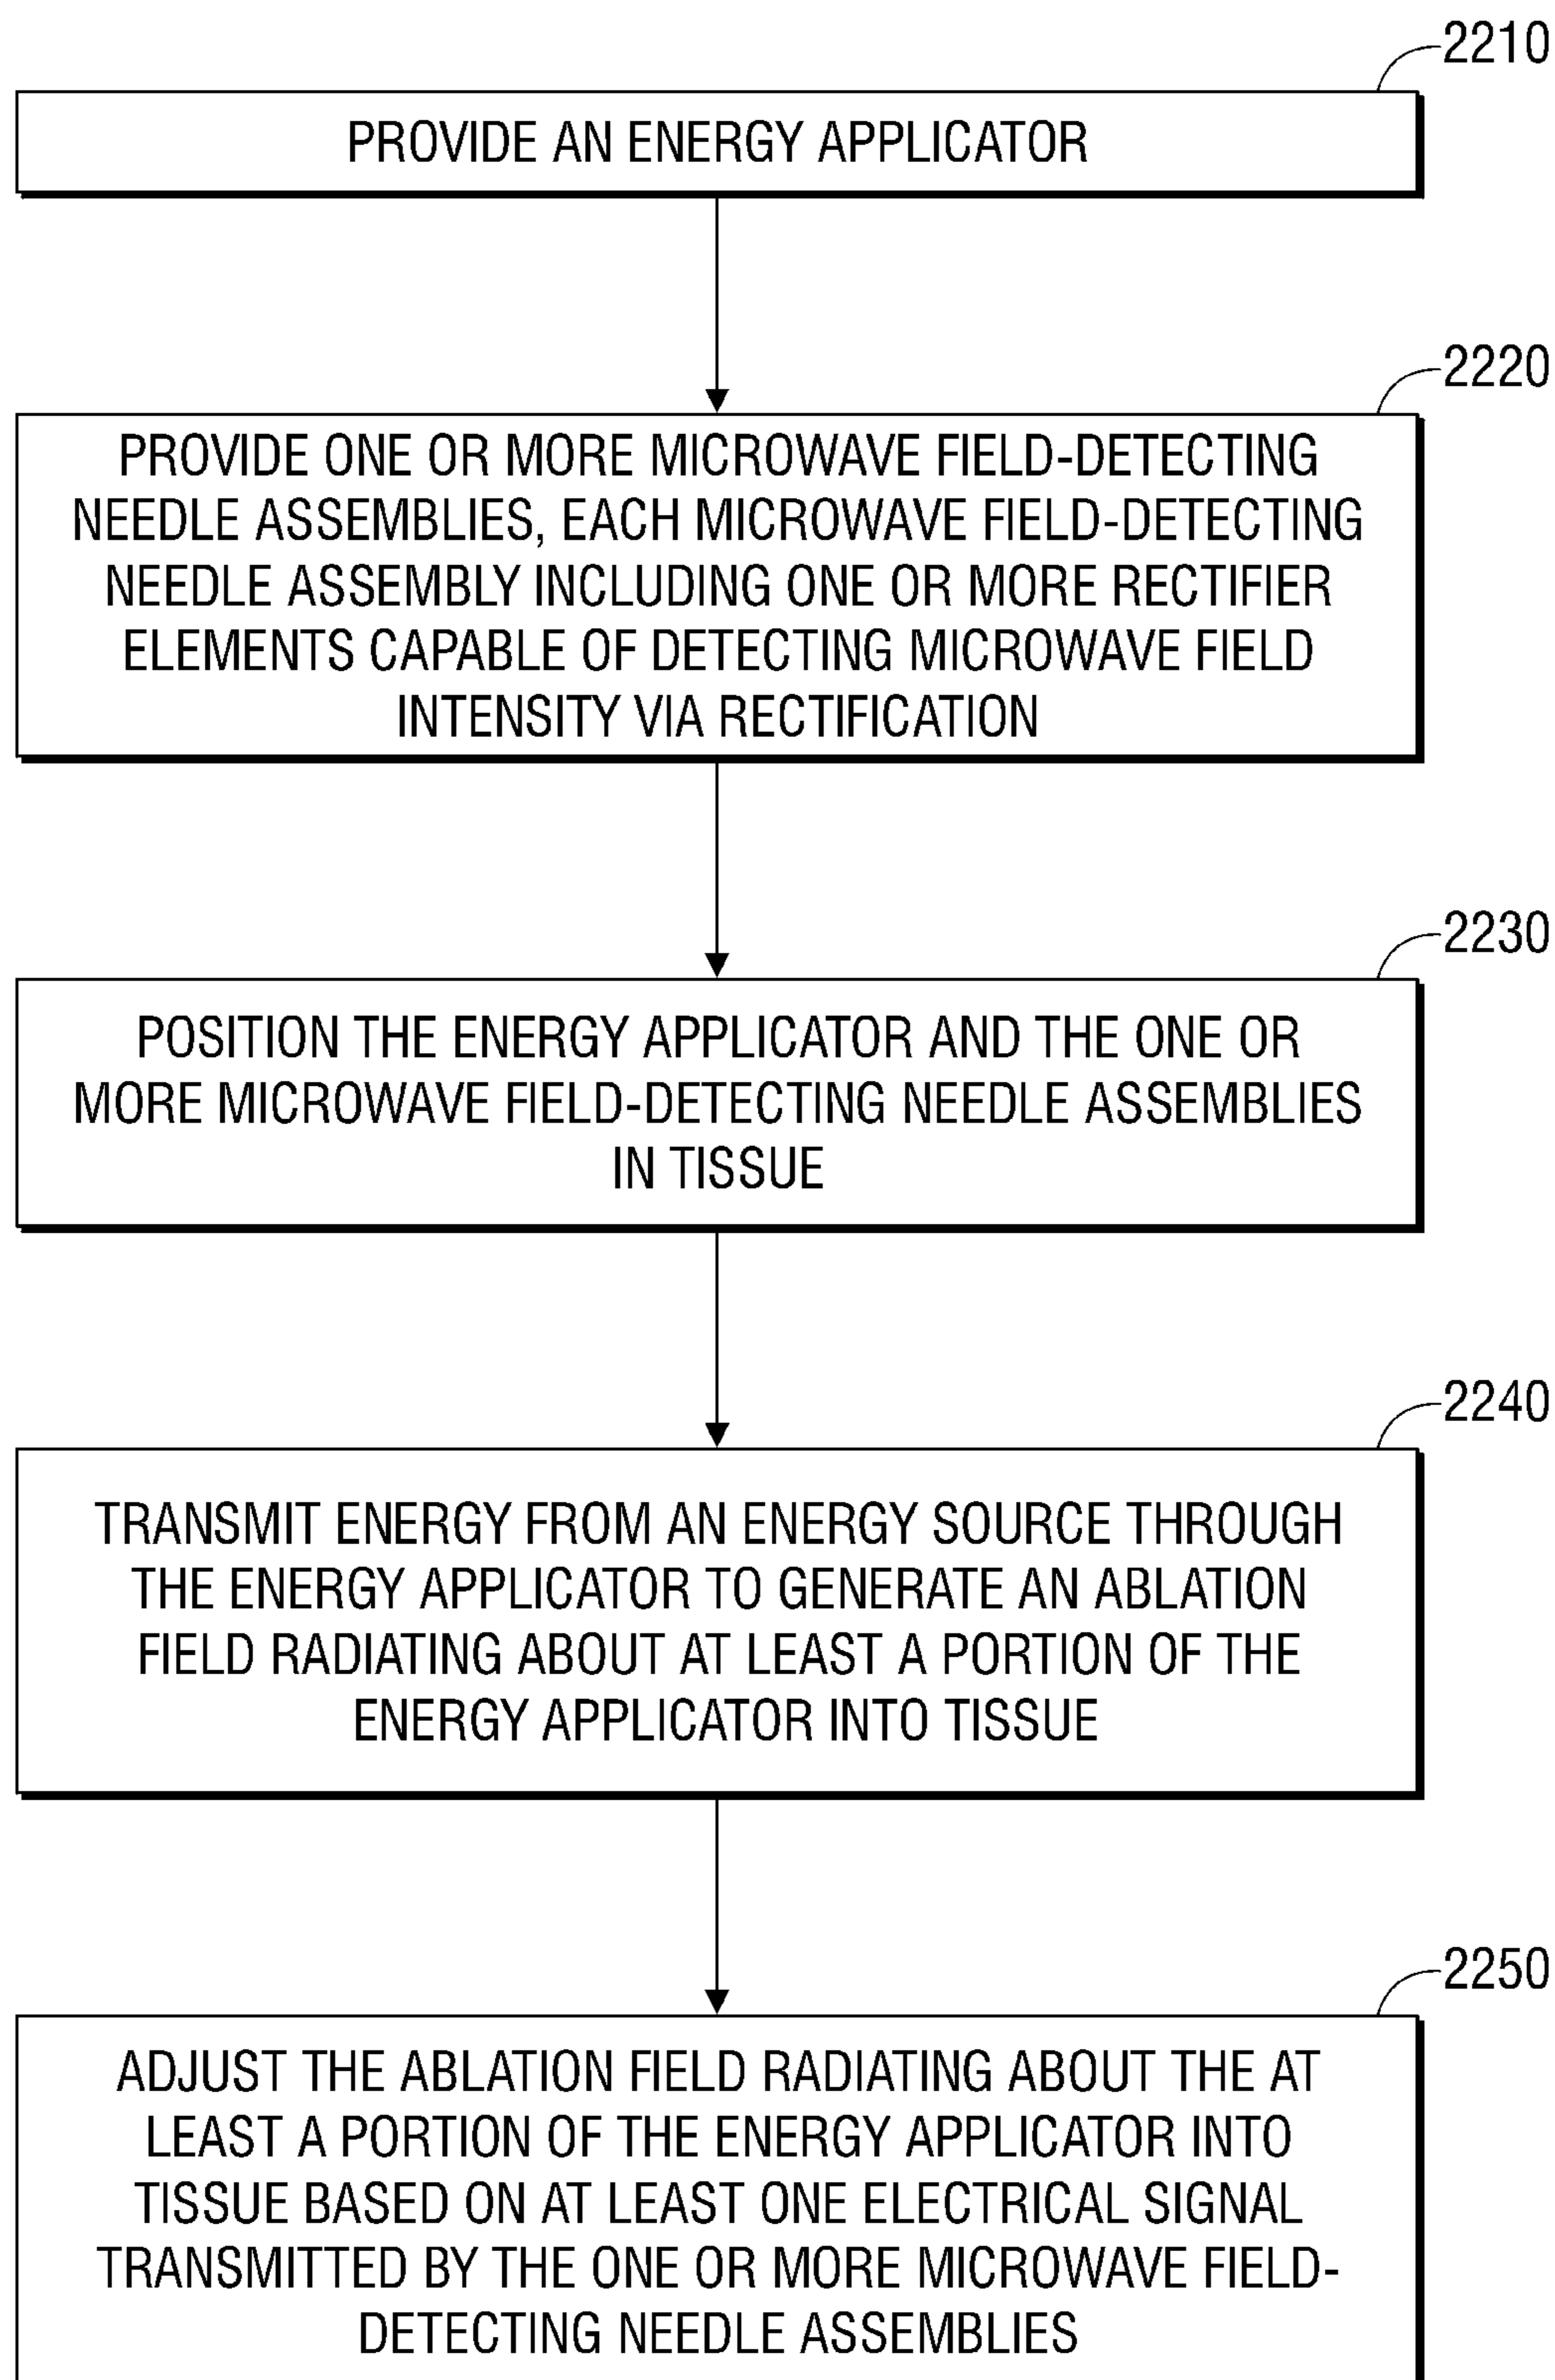 2210
PROVIDE AN ENERGY APPLICATOR
2220
PROVIDE ONE OR MORE MICROWAVE FIELD-DETECTING
NEEDLE ASSEMBLIES, EACH MICROWAVE FIELD-DETECTING
NEEDLE ASSEMBLY INCLUDING ONE OR MORE RECTIFIER
ELEMENTS CAPABLE OF DETECTING MICROWAVE FIELD
INTENSITY VIA RECTIFICATION
2230
POSITION THE ENERGY APPLICATOR AND THE ONE OR
MORE MICROWAVE FIELD-DETECTING NEEDLE ASSEMBLIES
IN TISSUE
2240
TRANSMIT ENERGY FROM AN ENERGY SOURCE THROUGH
THE ENERGY APPLICATOR TO GENERATE AN ABLATION
FIELD RADIATING ABOUT AT LEAST A PORTION OF THE
ENERGY APPLICATOR INTO TISSUE
2250
ADJUST THE ABLATION FIELD RADIATING ABOUT THE AT
LEAST A PORTION OF THE ENERGY APPLICATOR INTO
TISSUE BASED ON AT LEAST ONE ELECTRICAL SIGNAL
TRANSMITTED BY THE ONE OR MORE MICROWAVE FIELD-
DETECTING NEEDLE ASSEMBLIES